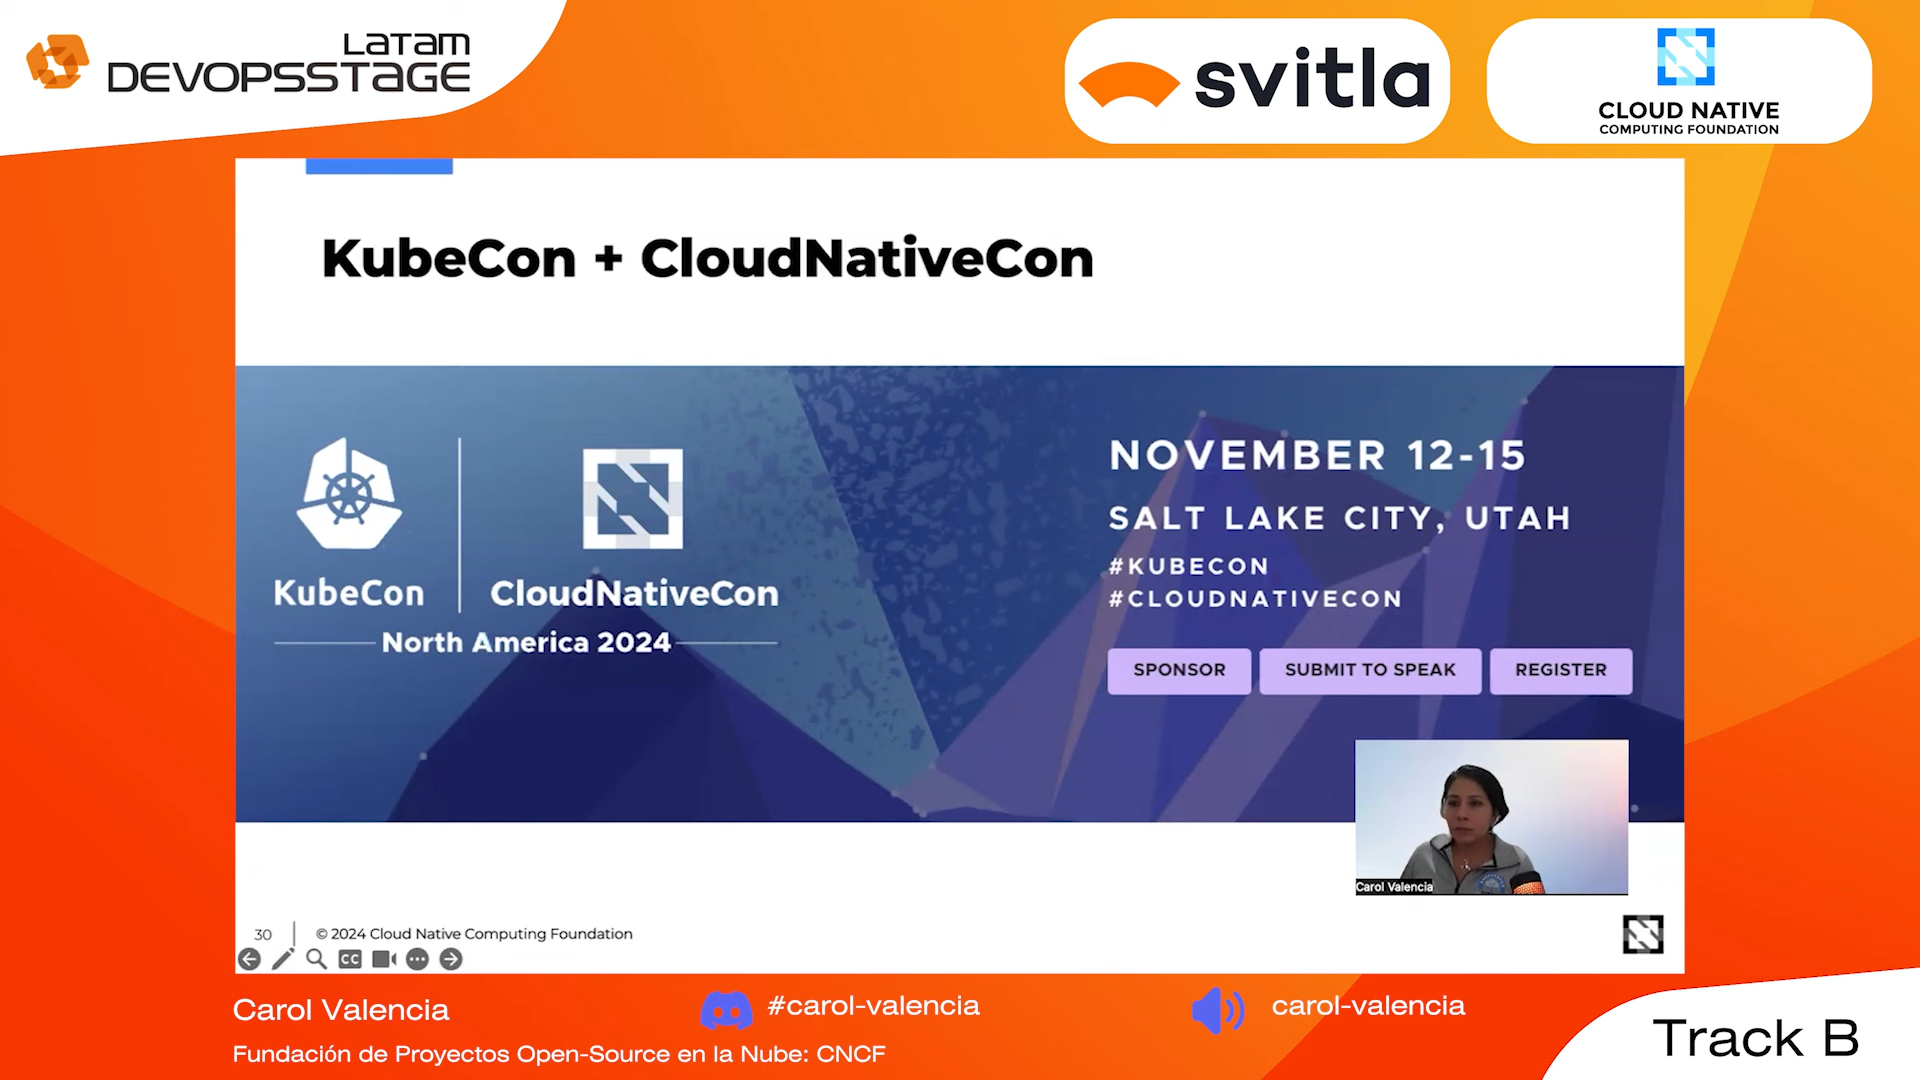 LATAM
DEVOPSSTAGE
svitla
CLOUD NATIVE
COMPUTING FOUNDATION
KubeCon + CloudNativeCon
KubeCon
CloudNativeCon
North America 2024
NOVEMBER 12-15
SALT LAKE CITY, UTAH
#KUBECON
#CLOUDNATIVECON
SPONSOR
SUBMIT TO SPEAK
REGISTER
Carol Valencia
30
© 2024 Cloud Native Computing Foundation
CC
Carol Valencia
#carol-valencia
carol-valencia
Fundación de Proyectos Open-Source en la Nube: CNCF
Track B